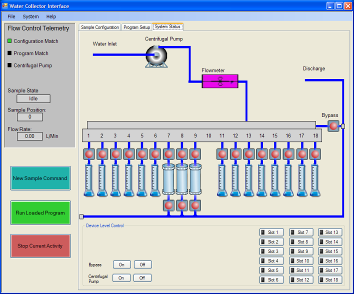 Water Collector Interface
File System Help
Flow Control Telemetry
Configuration Match
Program Match
Centrifugal Pump
Sample State
Idle
Sample Position:
0
Flow Rate:
0.00 L/Min
New Sample Command
Run Loaded Program
Stop Current Activity
Sample Configuration Program Setup System Status
Centrifugal Pump
Water Inlet
Flowmeter
Discharge
Bypass
1 2 3 4 5 6 7 8 9 10 11 12 13 14 15 16 17 18
Device Level Control
Bypass On Off
Centrifugal Pump On Off
Slot 1 Slot 7 Slot 13
Slot 2 Slot 8 Slot 14
Slot 3 Slot 9 Slot 15
Slot 4 Slot 10 Slot 16
Slot 5 Slot 11 Slot 17
Slot 6 Slot 12 Slot 18